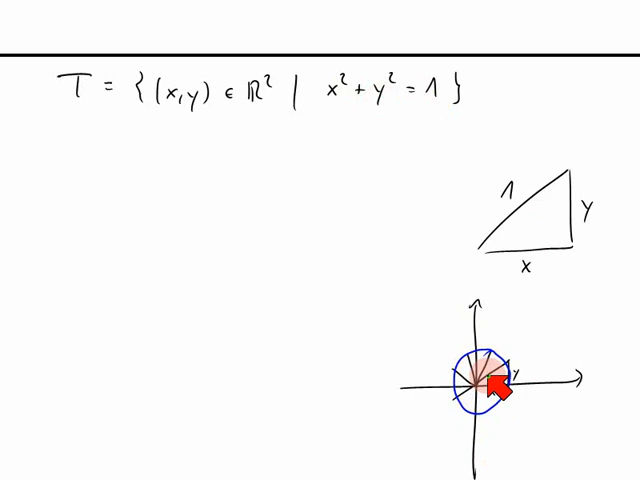 T = { (x,y) ∈ ℝ² | x² + y² = 1 }
1
y
x
y